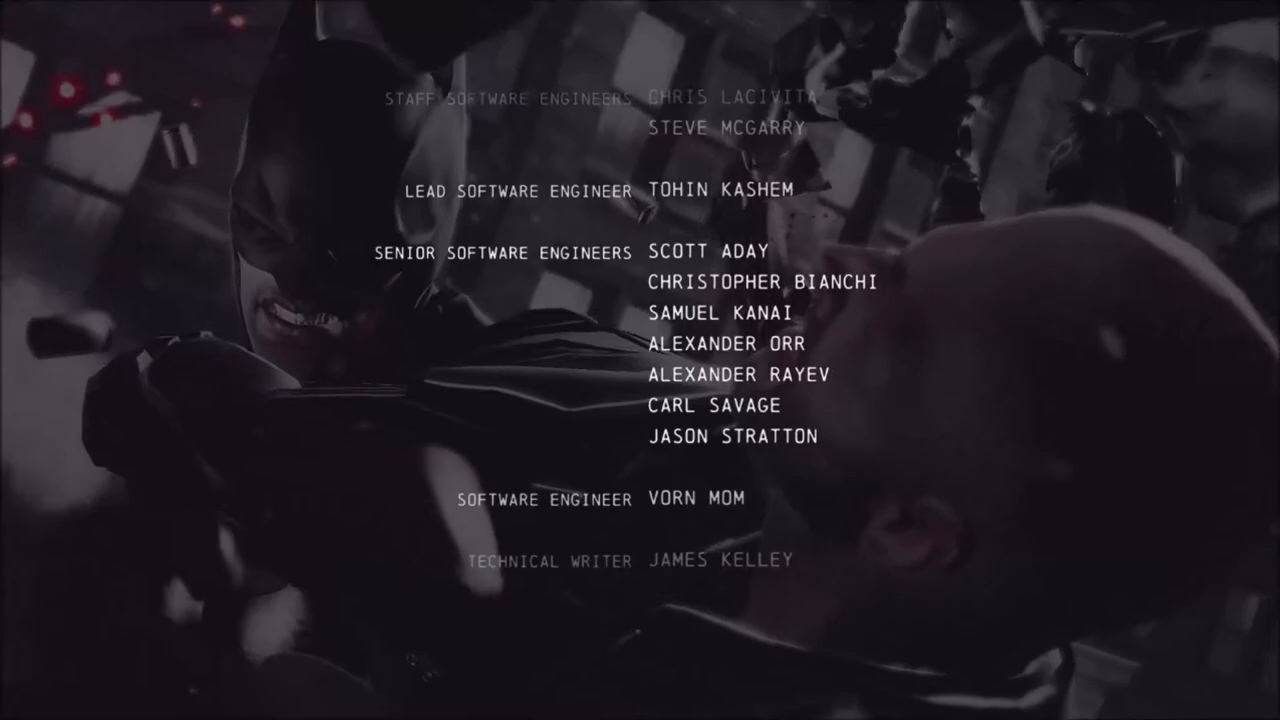 STAFF SOFTWARE ENGINEERS CHRIS LACIVITA
STEVE MCGARRY
LEAD SOFTWARE ENGINEER TOHIN KASHEM
SENIOR SOFTWARE ENGINEERS SCOTT ADAY
CHRISTOPHER BIANCHI
SAMUEL KANAI
ALEXANDER ORR
ALEXANDER RAYEV
CARL SAVAGE
JASON STRATTON
SOFTWARE ENGINEER VORN MOM
TECHNICAL WRITER JAMES KELLEY